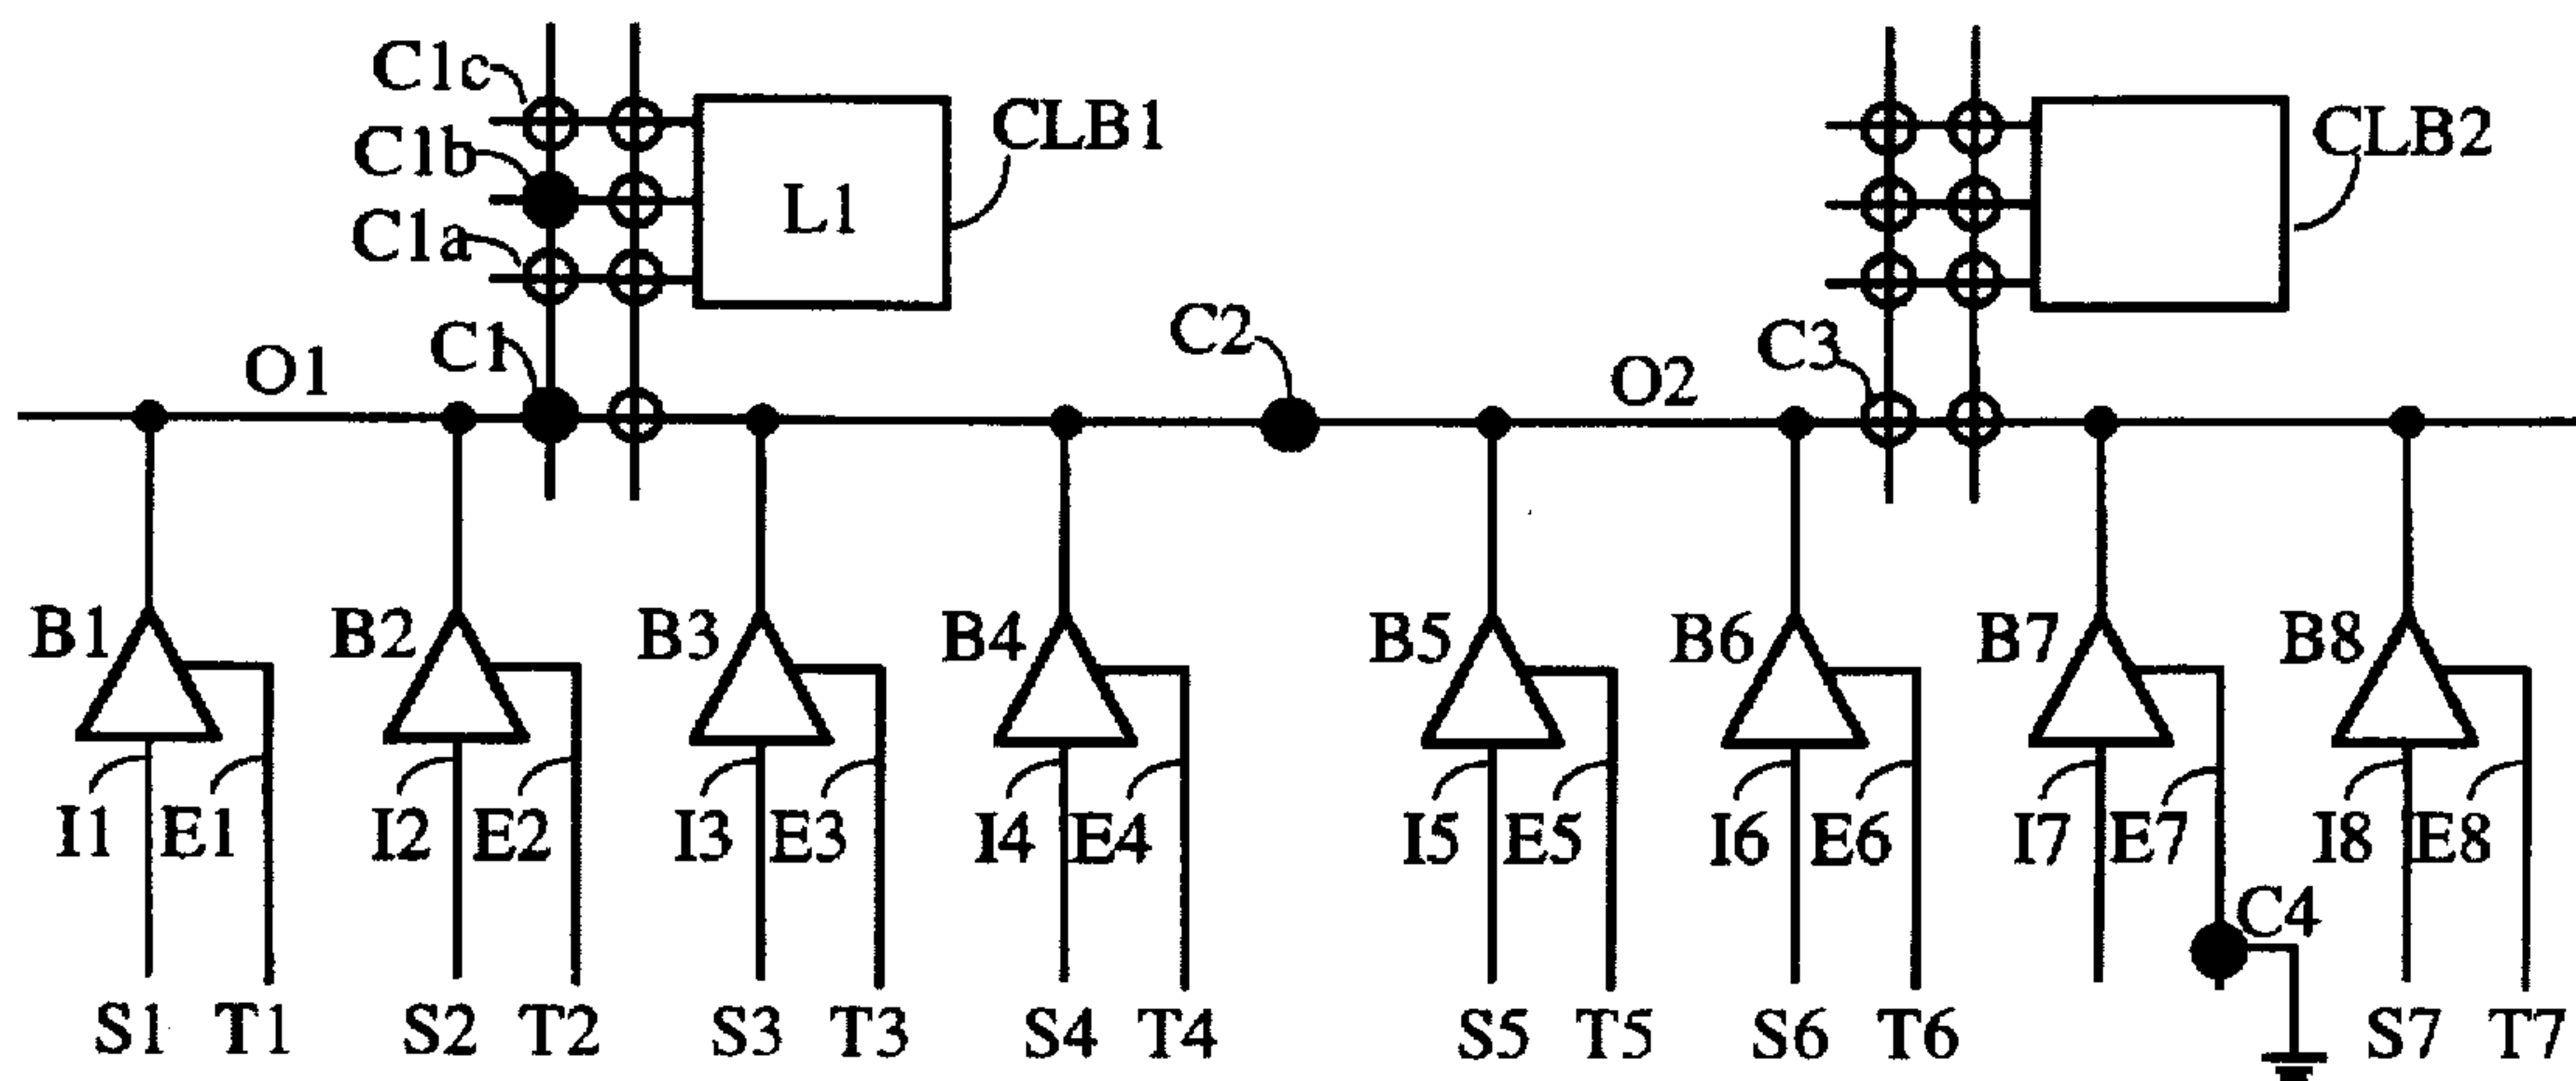 C1c
C1b
C1a
L1
CLB1
CLB2
O1
C1
C2
O2
C3
B1
B2
B3
B4
B5
B6
B7
B8
I1 E1
I2 E2
I3 E3
I4 E4
I5 E5
I6 E6
I7 E7
I8 E8
C4
S1 T1
S2 T2
S3 T3
S4 T4
S5 T5
S6 T6
S7 T7